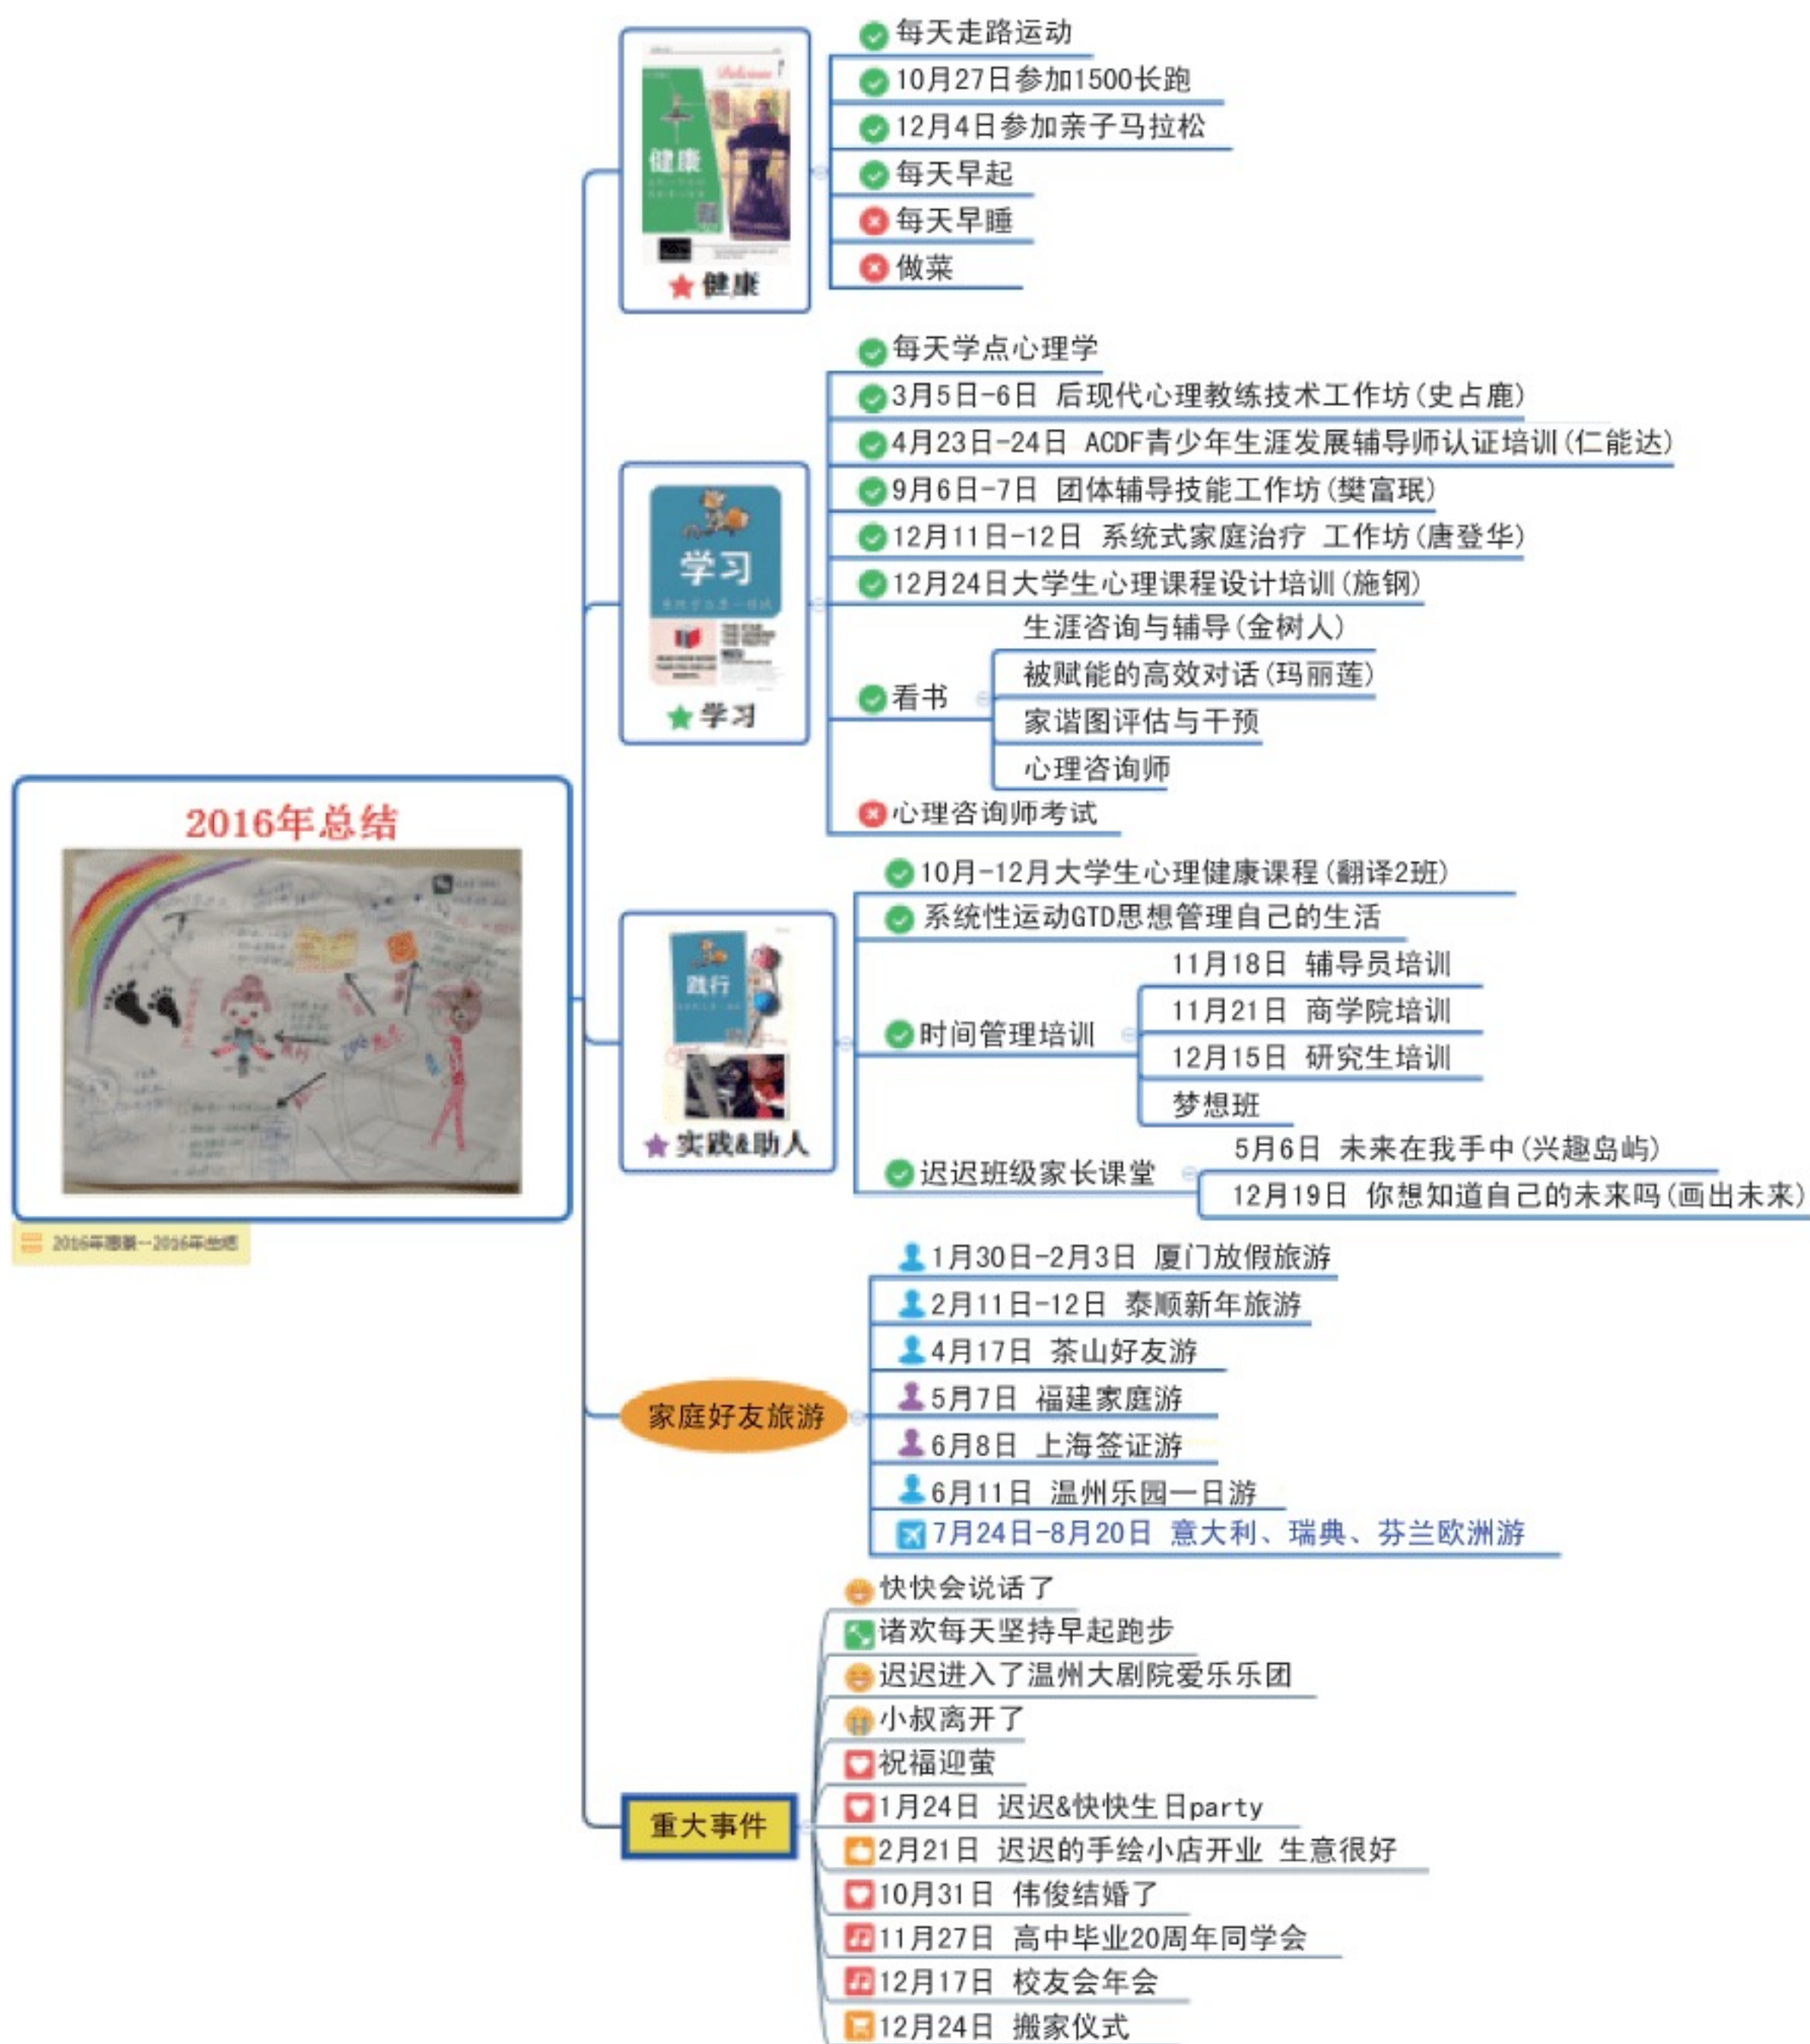 2016年总结
2016年愿景--2016年总结
Delicious
健康
健康
每天走路运动
10月27日参加1500长跑
12月4日参加亲子马拉松
每天早起
每天早睡
做菜
学习
学习
每天学点心理学
3月5日-6日 后现代心理教练技术工作坊(史占鹿)
4月23日-24日 ACDF青少年生涯发展辅导师认证培训(仁能达)
9月6日-7日 团体辅导技能工作坊(樊富珉)
12月11日-12日 系统式家庭治疗 工作坊(唐登华)
12月24日大学生心理课程设计培训(施钢)
看书
生涯咨询与辅导(金树人)
被赋能的高效对话(玛丽莲)
家谐图评估与干预
心理咨询师
心理咨询师考试
践行
实践&助人
10月-12月大学生心理健康课程(翻译2班)
系统性运动GTD思想管理自己的生活
时间管理培训
11月18日 辅导员培训
11月21日 商学院培训
12月15日 研究生培训
梦想班
迟迟班级家长课堂
5月6日 未来在我手中(兴趣岛屿)
12月19日 你想知道自己的未来吗(画出未来)
家庭好友旅游
1月30日-2月3日 厦门放假旅游
2月11日-12日 泰顺新年旅游
4月17日 茶山好友游
5月7日 福建家庭游
6月8日 上海签证游
6月11日 温州乐园一日游
7月24日-8月20日 意大利、瑞典、芬兰欧洲游
重大事件
快快会说话了
诸欢每天坚持早起跑步
迟迟进入了温州大剧院爱乐乐团
小叔离开了
祝福迎萤
1月24日 迟迟&快快生日party
2月21日 迟迟的手绘小店开业 生意很好
10月31日 伟俊结婚了
11月27日 高中毕业20周年同学会
12月17日 校友会年会
12月24日 搬家仪式